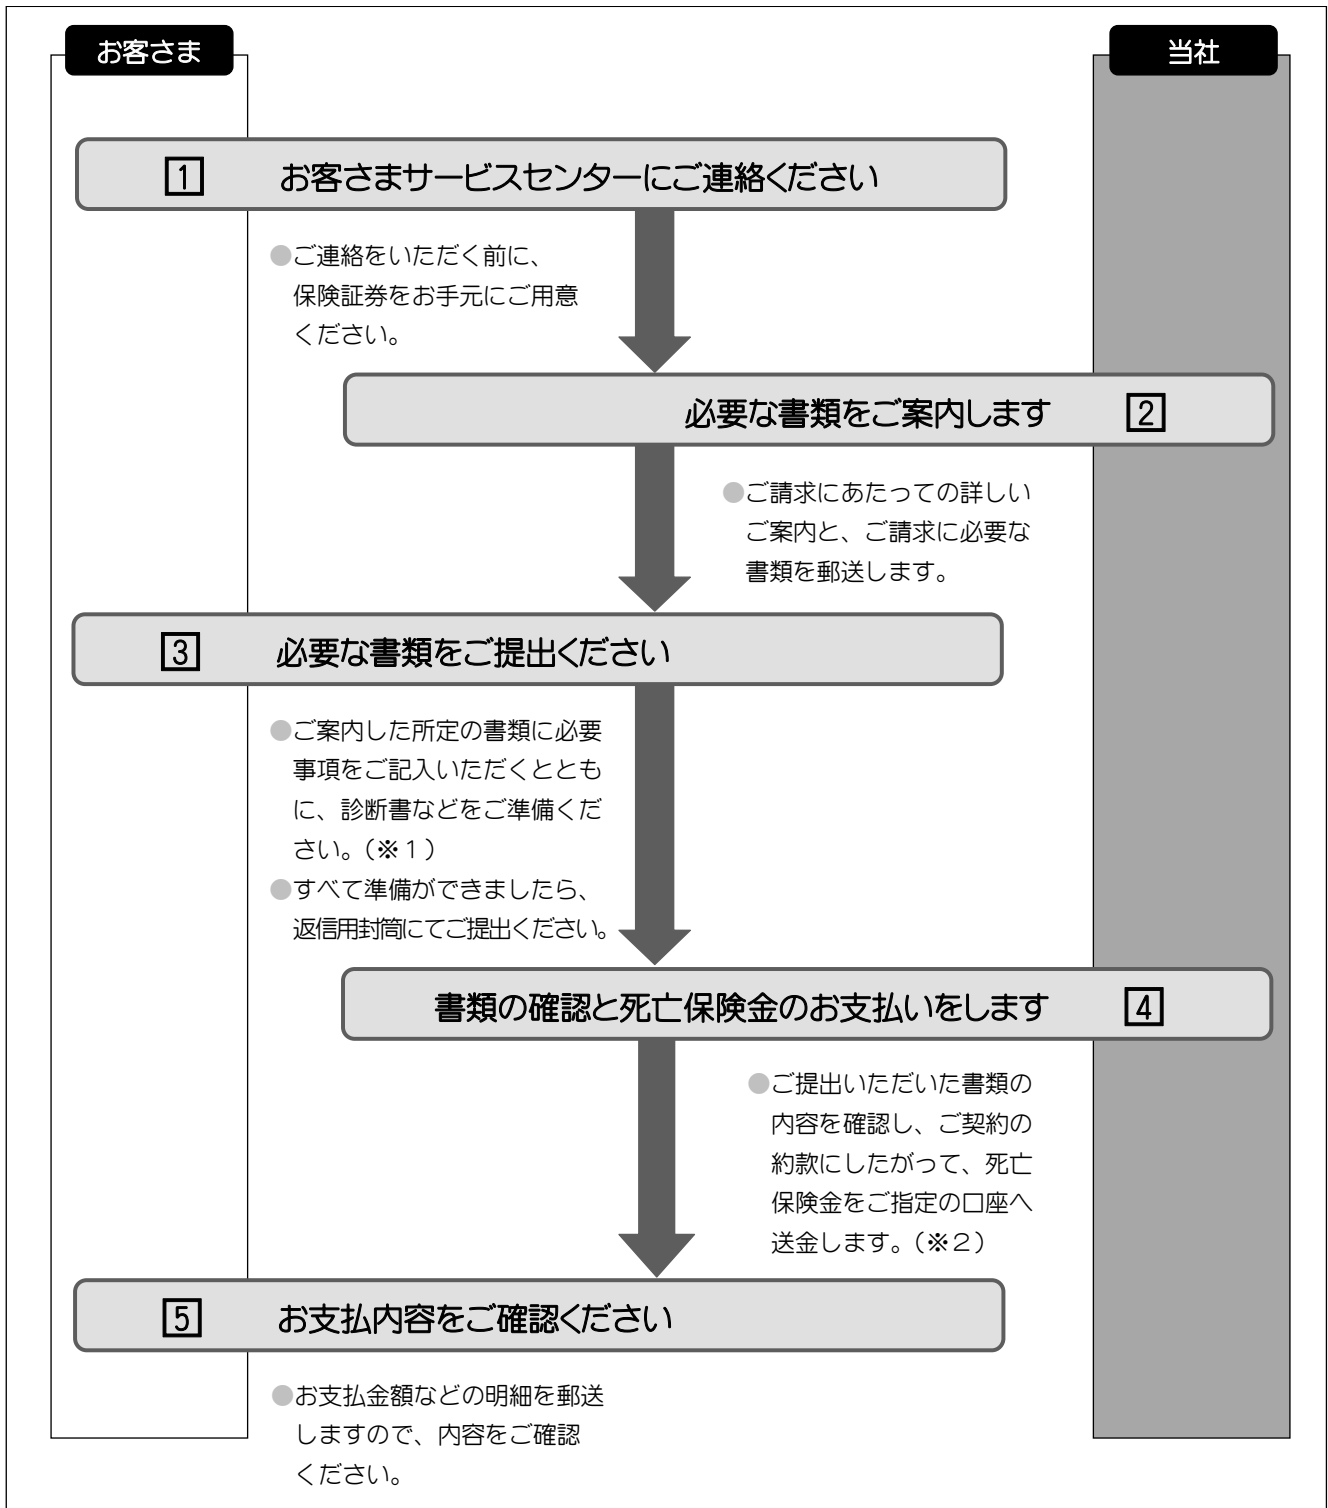 お客さま
当社
1 お客さまサービスセンターにご連絡ください
●ご連絡をいただく前に、
保険証券をお手元にご用意
ください。
必要な書類をご案内します 2
●ご請求にあたっての詳しい
ご案内と、ご請求に必要な
書類を郵送します。
3 必要な書類をご提出ください
●ご案内した所定の書類に必要
事項をご記入いただくととも
に、診断書などをご準備くだ
さい。(※1)
●すべて準備ができましたら、
返信用封筒にてご提出ください。
書類の確認と死亡保険金のお支払いをします 4
●ご提出いただいた書類の
内容を確認し、ご契約の
約款にしたがって、死亡
保険金をご指定の口座へ
送金します。(※2)
5 お支払内容をご確認ください
●お支払金額などの明細を郵送
しますので、内容をご確認
ください。